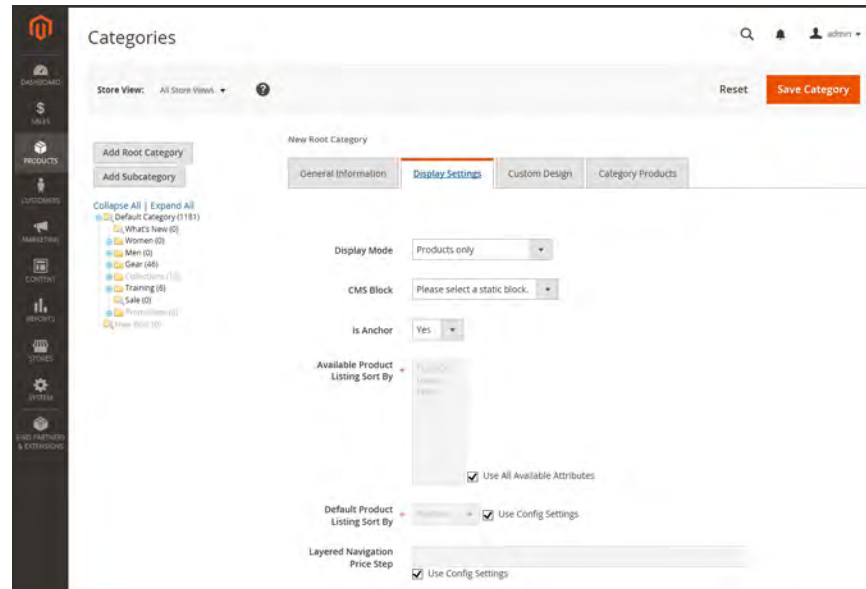 Categories
admin
DASHBOARD
SALES
PRODUCTS
CUSTOMERS
MARKETING
CONTENT
REPORTS
STORES
SYSTEM
FIND PARTNERS
& EXTENSIONS
Store View: All Store Views
Reset
Save Category
Add Root Category
Add Subcategory
Collapse All | Expand All
Default Category (1181)
What's New (0)
Women (0)
Men (0)
Gear (46)
Collections (13)
Training (6)
Sale (0)
Promotions (0)
New Root (0)
New Root Category
General Information
Display Settings
Custom Design
Category Products
Display Mode
Products only
CMS Block
Please select a static block.
Is Anchor
Yes
Available Product
Listing Sort By
*
Use All Available Attributes
Default Product
Listing Sort By
*
Use Config Settings
Layered Navigation
Price Step
Use Config Settings